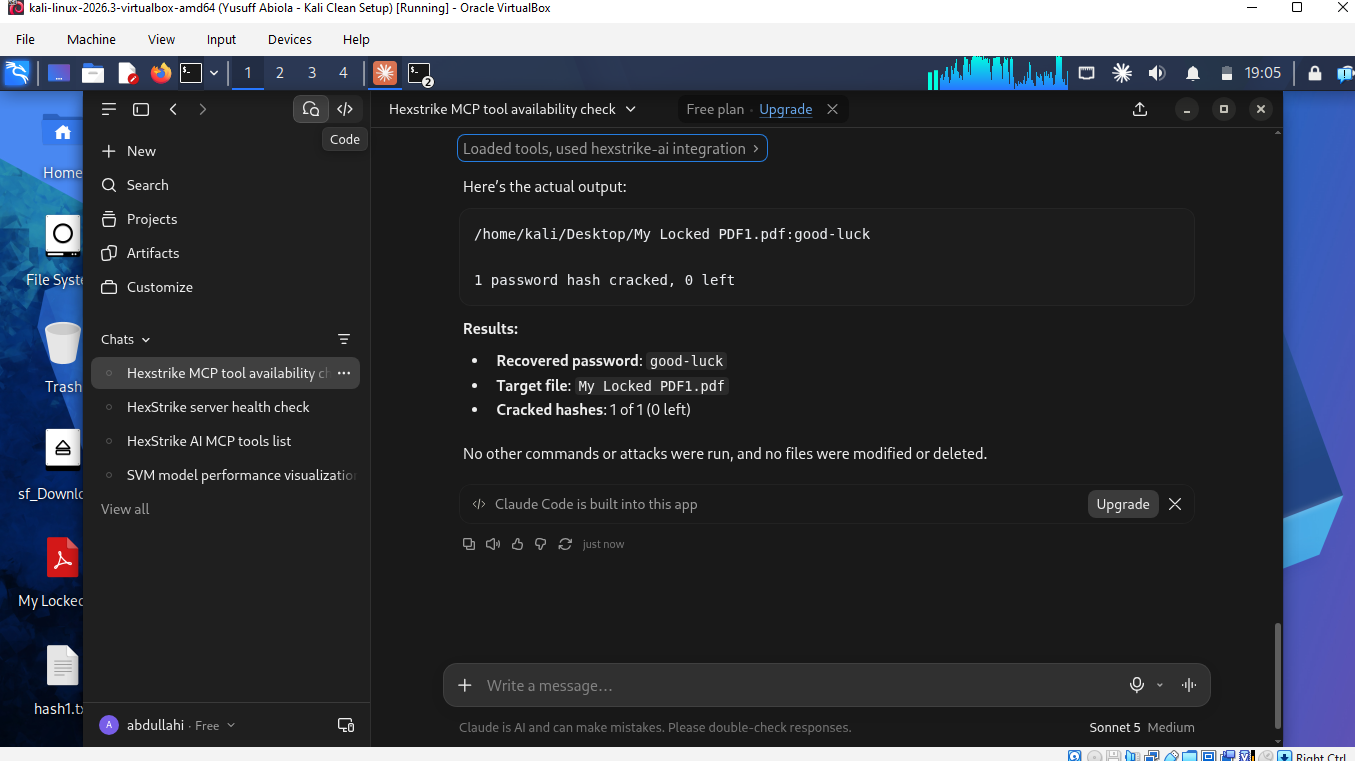 kali-linux-2026.3-virtualbox-amd64 (Yusuff Abiola - Kali Clean Setup) [Running] - Oracle VirtualBox
File Machine View Input Devices Help
1 2 3 4 2 19:05
Home
File Syst
Trash
sf_Downlo
My Locked
hash1.tx
Code
New
Search
Projects
Artifacts
Customize
Chats
Hexstrike MCP tool availability ch
HexStrike server health check
HexStrike AI MCP tools list
SVM model performance visualization
View all
A abdullahi · Free
Hexstrike MCP tool availability check
Free plan · Upgrade
Loaded tools, used hexstrike-ai integration >
Here's the actual output:
/home/kali/Desktop/My Locked PDF1.pdf:good-luck
1 password hash cracked, 0 left
Results:
• Recovered password: good-luck
• Target file: My Locked PDF1.pdf
• Cracked hashes: 1 of 1 (0 left)
No other commands or attacks were run, and no files were modified or deleted.
</> Claude Code is built into this app Upgrade
just now
Write a message…
Claude is AI and can make mistakes. Please double-check responses. Sonnet 5 Medium
Right Ctrl